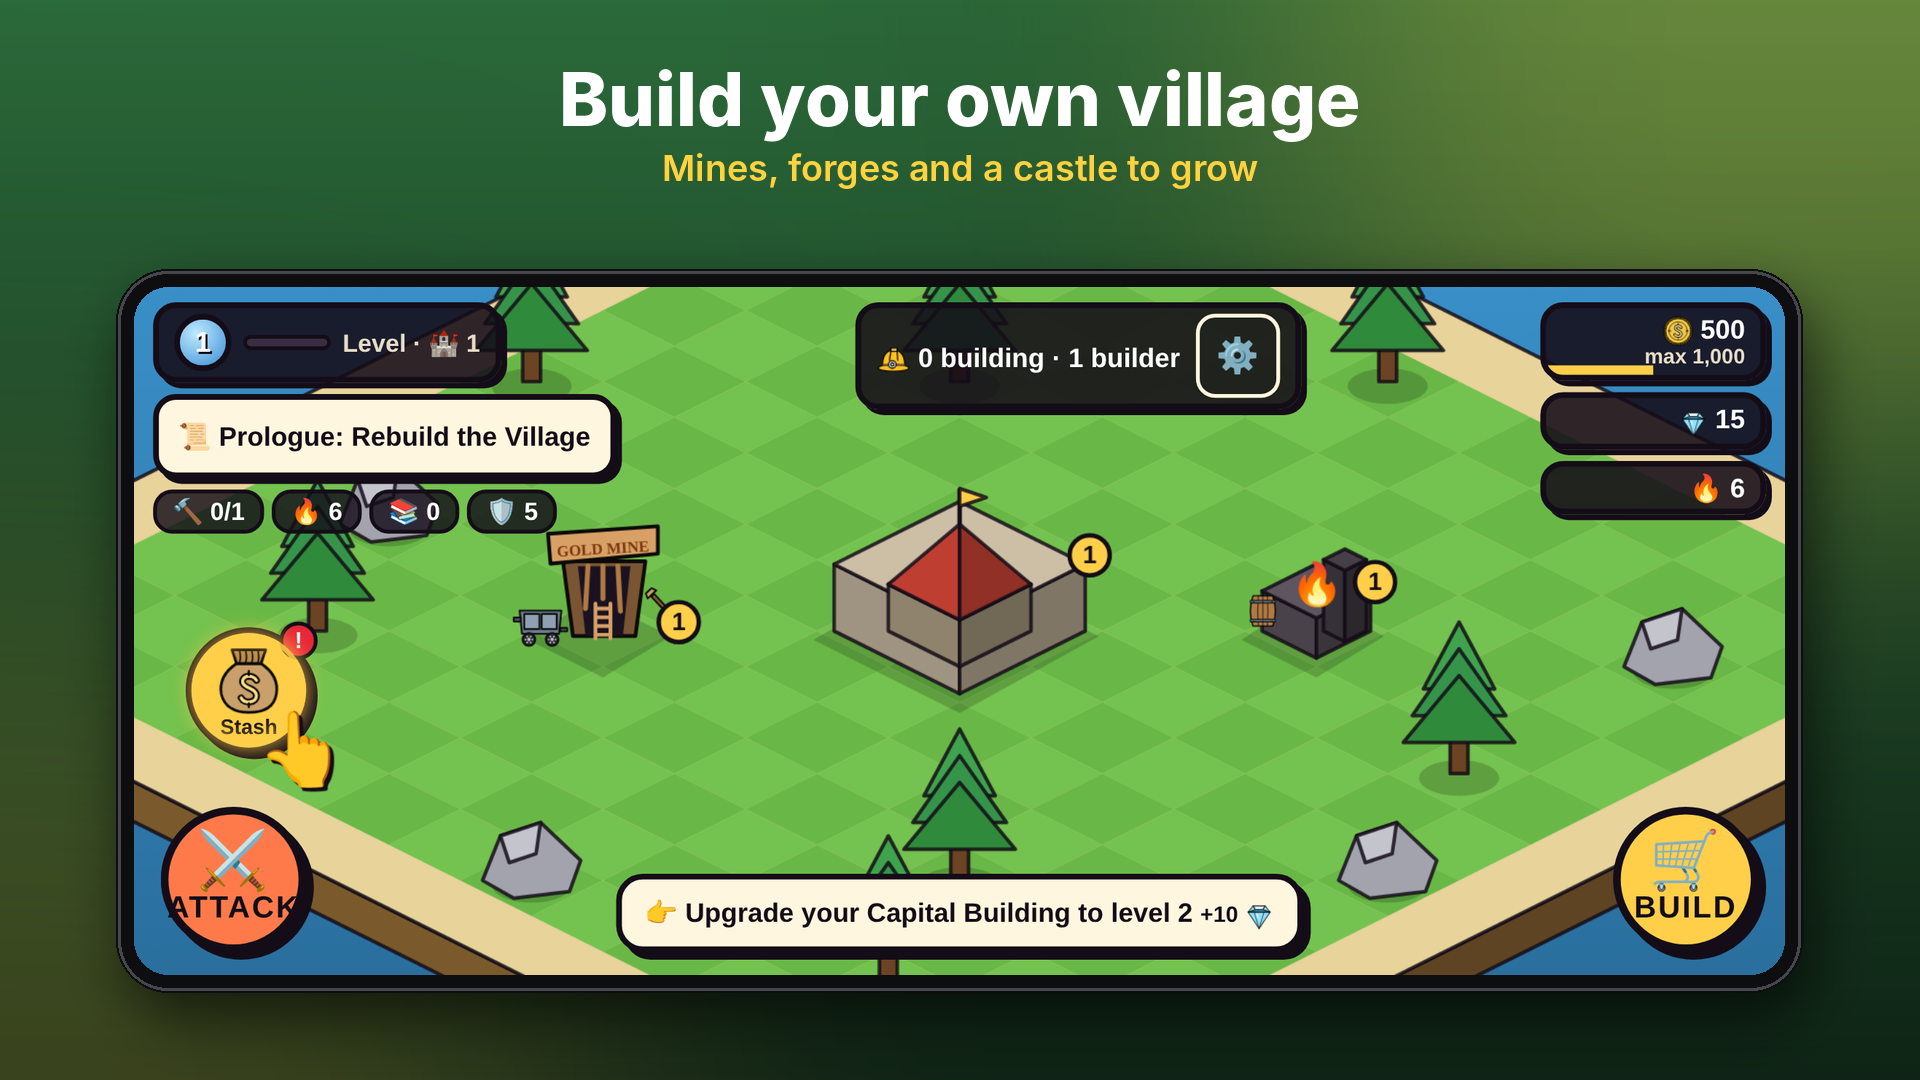 Build your own village
Mines, forges and a castle to grow
1 Level · 1
0 building · 1 builder
500
max 1,000
15
6
Prologue: Rebuild the Village
0/1 6 0 5
GOLD MINE
1
1
1
!
$
Stash
ATTACK
Upgrade your Capital Building to level 2 +10
BUILD